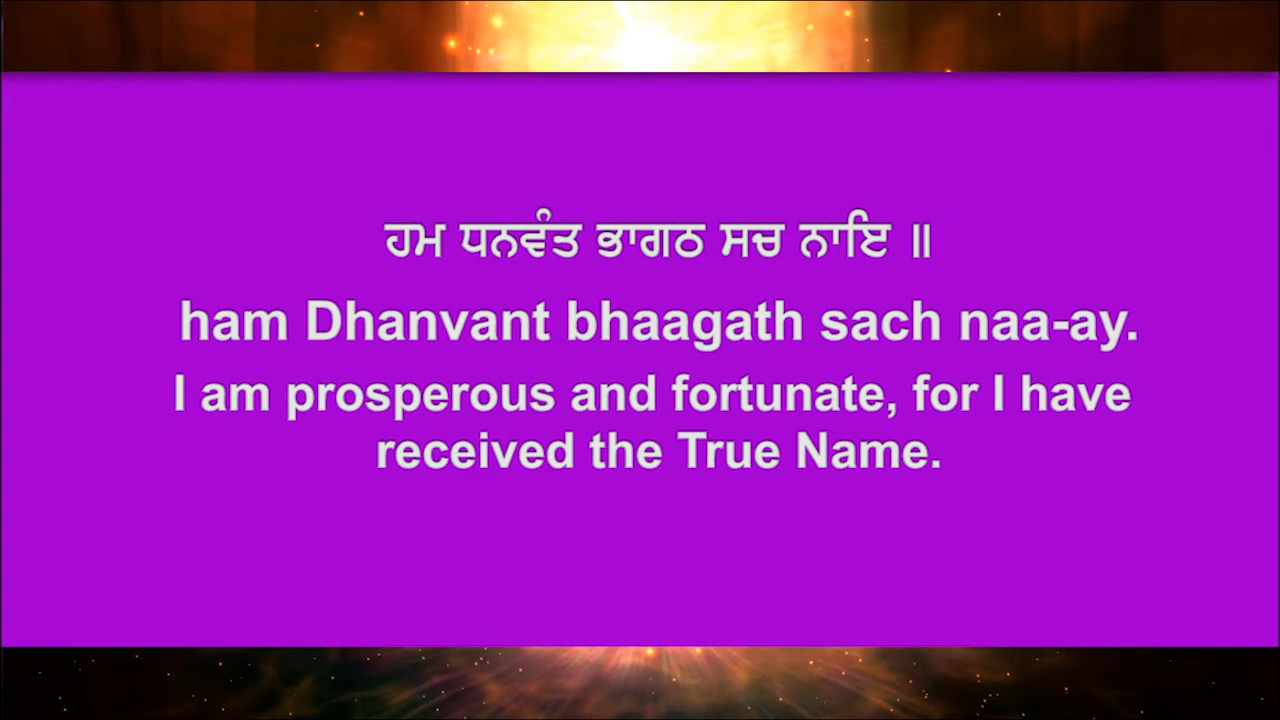 ਹਮ ਧਨਵੰਤ ਭਾਗਠ ਸਚ ਨਾਇ ॥
ham Dhanvant bhaagath sach naa-ay.
I am prosperous and fortunate, for I have
received the True Name.